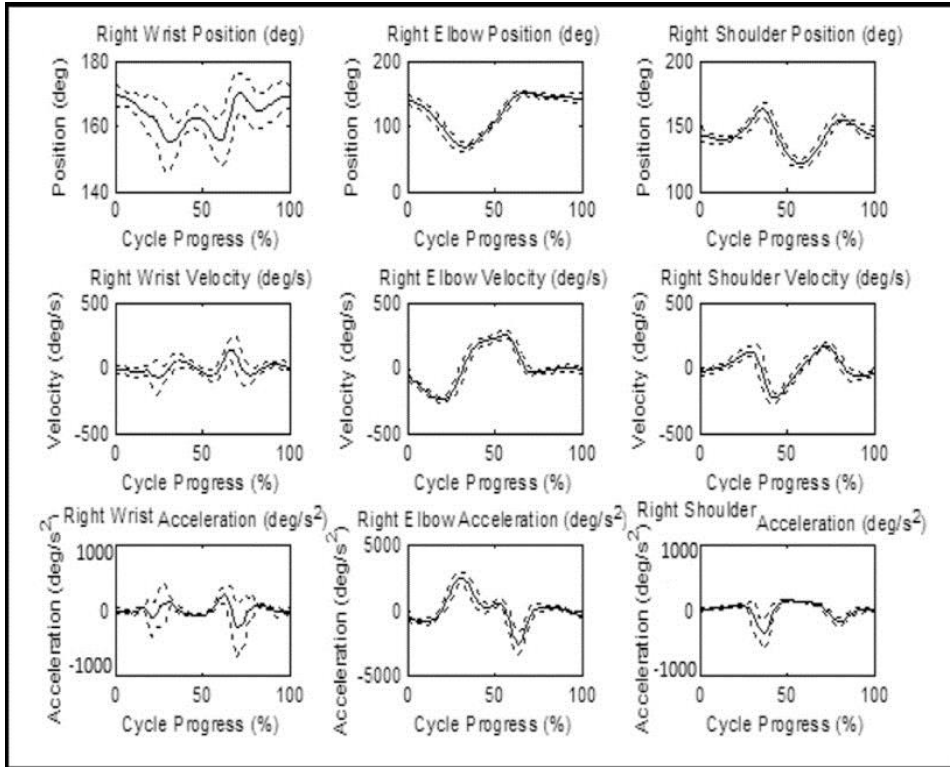 Right Wrist Position (deg)
Position (deg)
180
160
140
0 50 100
Cycle Progress (%)
Right Elbow Position (deg)
Position (deg)
200
100
0
0 50 100
Cycle Progress (%)
Right Shoulder Position (deg)
Position (deg)
200
150
100
0 50 100
Cycle Progress (%)
Right Wrist Velocity (deg/s)
Velocity (deg/s)
500
0
-500
0 50 100
Cycle Progress (%)
Right Elbow Velocity (deg/s)
Velocity (deg/s)
500
0
-500
0 50 100
Cycle Progress (%)
Right Shoulder Velocity (deg/s)
Velocity (deg/s)
500
0
-500
0 50 100
Cycle Progress (%)
Right Wrist Acceleration (deg/s²)
Acceleration (deg/s²)
1000
0
-1000
0 50 100
Cycle Progress (%)
Right Elbow Acceleration (deg/s²)
Acceleration (deg/s²)
5000
0
-5000
0 50 100
Cycle Progress (%)
Right Shoulder Acceleration (deg/s²)
Acceleration (deg/s²)
1000
0
-1000
0 50 100
Cycle Progress (%)